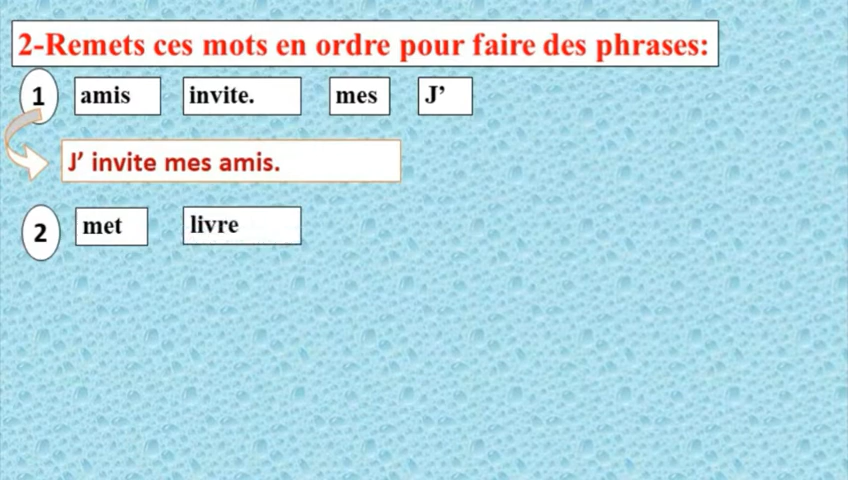 2-Remets ces mots en ordre pour faire des phrases:
1 amis invite. mes J’
J’ invite mes amis.
2 met livre